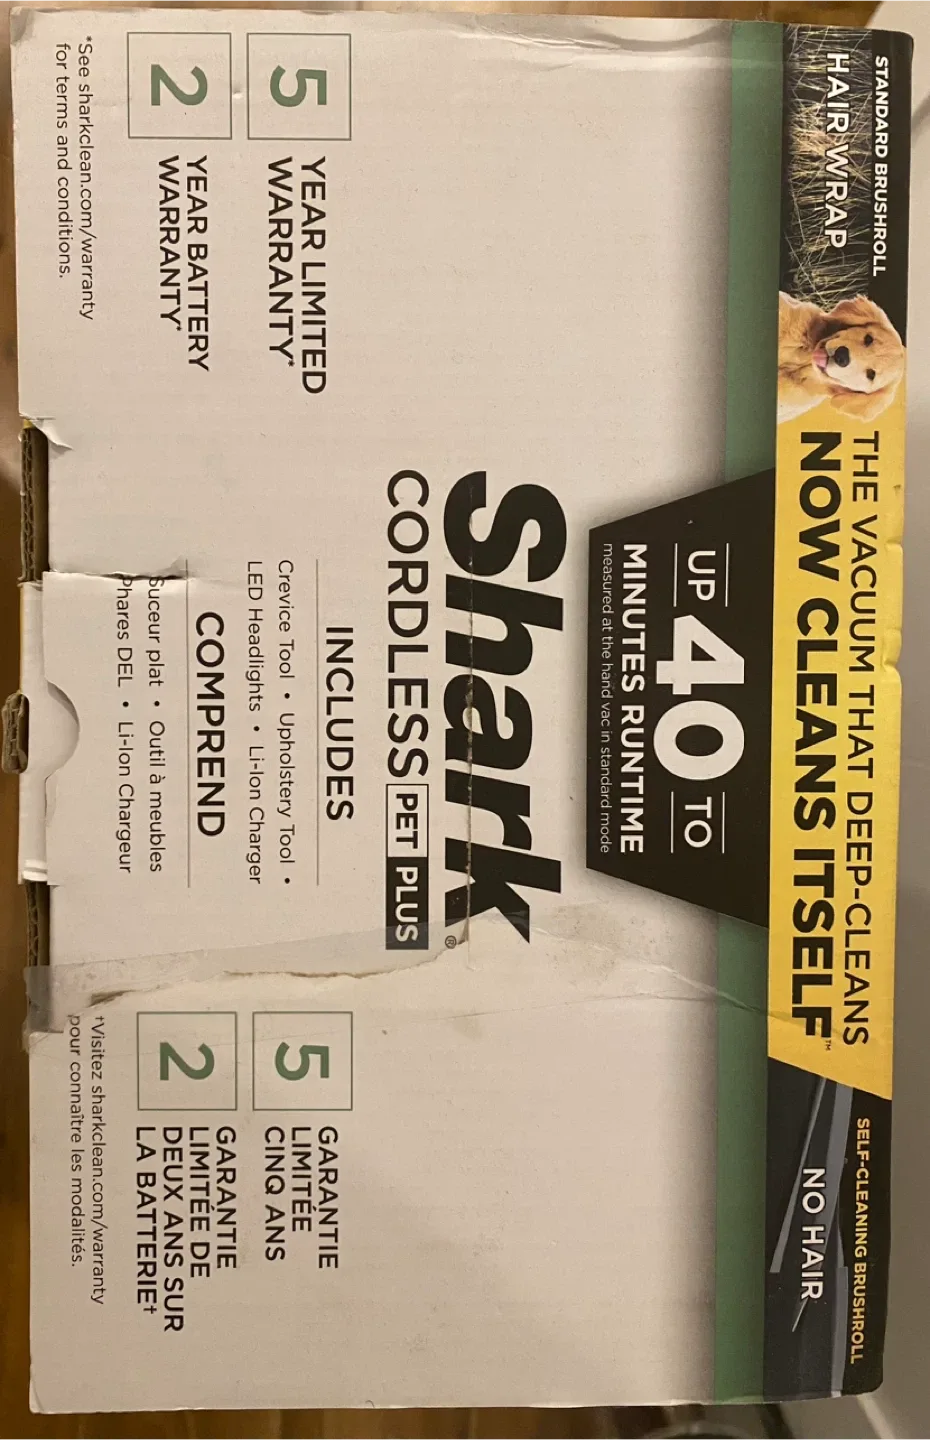 STANDARD BRUSHROLL
HAIR WRAP
THE VACUUM THAT DEEP-CLEANS
NOW CLEANS ITSELF™
SELF-CLEANING BRUSHROLL
NO HAIR
UP 40 TO
MINUTES RUNTIME
measured at the hand vac in standard mode
Shark®
CORDLESS PET PLUS
5 YEAR LIMITED
WARRANTY*
2 YEAR BATTERY
WARRANTY*
*See sharkclean.com/warranty
for terms and conditions.
INCLUDES
Crevice Tool • Upholstery Tool •
LED Headlights • Li-Ion Charger
COMPREND
Suceur plat • Outil à meubles
Phares DEL • Li-Ion Chargeur
5 GARANTIE
LIMITÉE
CINQ ANS
2 GARANTIE
LIMITÉE DE
DEUX ANS SUR
LA BATTERIE†
†Visitez sharkclean.com/warranty
pour connaître les modalités.